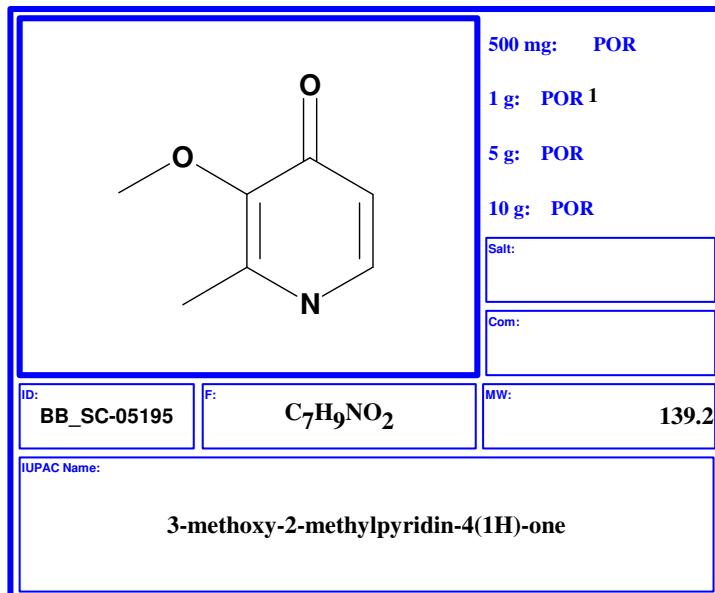 500 mg: POR
1 g: POR 1
5 g: POR
10 g: POR
O
O
N
Salt:
Com:
ID:
BB_SC-05195
F:
C7H9NO2
MW:
139.2
IUPAC Name:
3-methoxy-2-methylpyridin-4(1H)-one